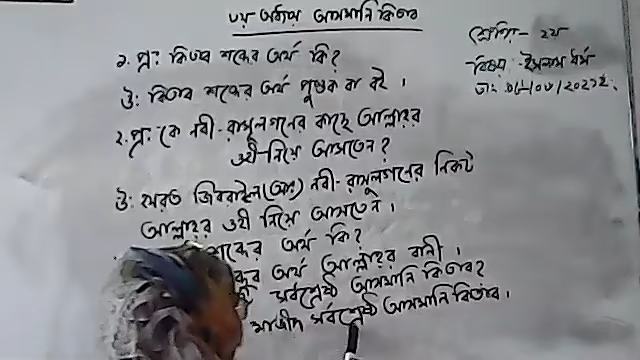 ৮ম অধ্যায় আসমানি কিতাব
শ্রেণি - ২য়
বিষয় : ইসলাম ধর্ম
১. প্র: কিতাব শব্দের অর্থ কি?
উ: কিতাব শব্দের অর্থ পুস্তক বা বই ।
২. প্র: কে নবী - রাসুলগনের কাছে আল্লাহর
ওহী নিয়ে আসতেন ?
উ: হযরত জিবরাইল (আঃ) নবী - রাসুলগনের নিকট
আল্লাহর ওহী নিয়ে আসতেন ।
শব্দের অর্থ কি?
অর্থ আল্লাহর বানী ।
সর্বশ্রেষ্ঠ আসমানি কিতাব ?
মাজীদ সর্বশ্রেষ্ঠ আসমানি কিতাব ।